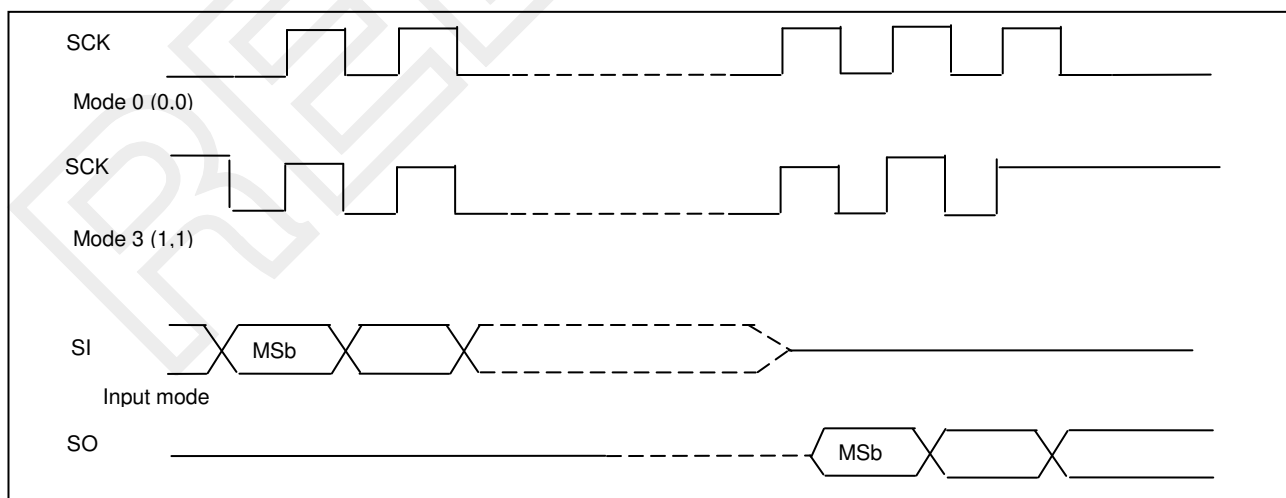 SCK
Mode 0 (0,0)
SCK
Mode 3 (1,1)
SI
MSb
Input mode
SO
MSb